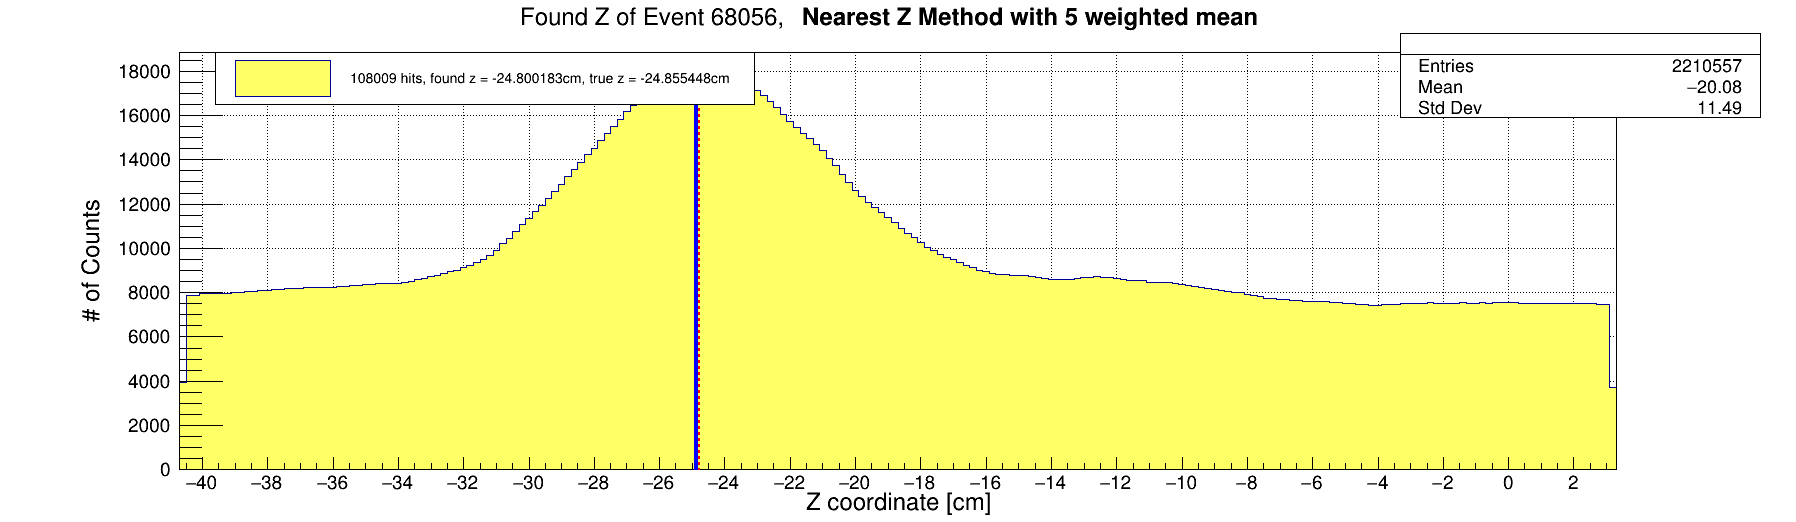 Found Z of Event 68056, Nearest Z Method with 5 weighted mean
108009 hits, found z = -24.800183cm, true z = -24.855448cm
Entries 2210557
Mean −20.08
Std Dev 11.49
# of Counts
18000
16000
14000
12000
10000
8000
6000
4000
2000
0
−40 −38 −36 −34 −32 −30 −28 −26 −24 −22 −20 −18 −16 −14 −12 −10 −8 −6 −4 −2 0 2
Z coordinate [cm]